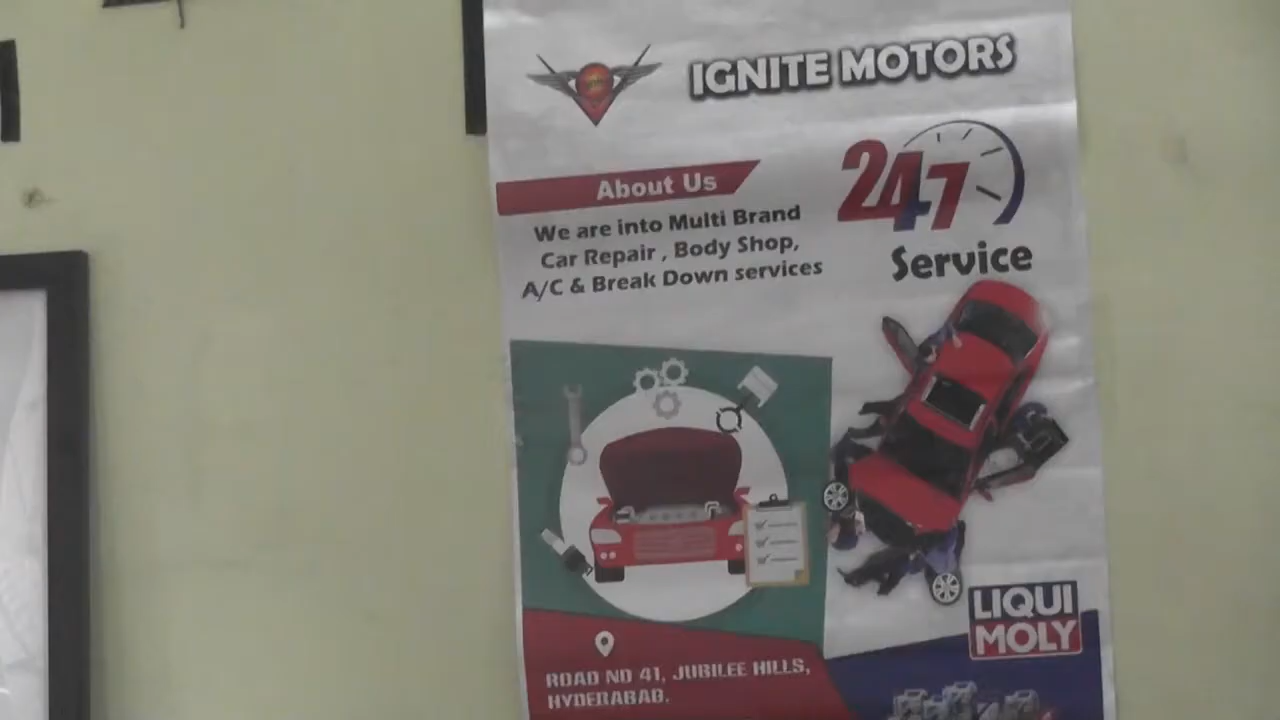 IGNITE MOTORS
24/7
Service
About Us
We are into Multi Brand
Car Repair , Body Shop,
A/C & Break Down services
LIQUI
MOLY
ROAD NO 41, JUBILEE HILLS,
HYDERABAD.